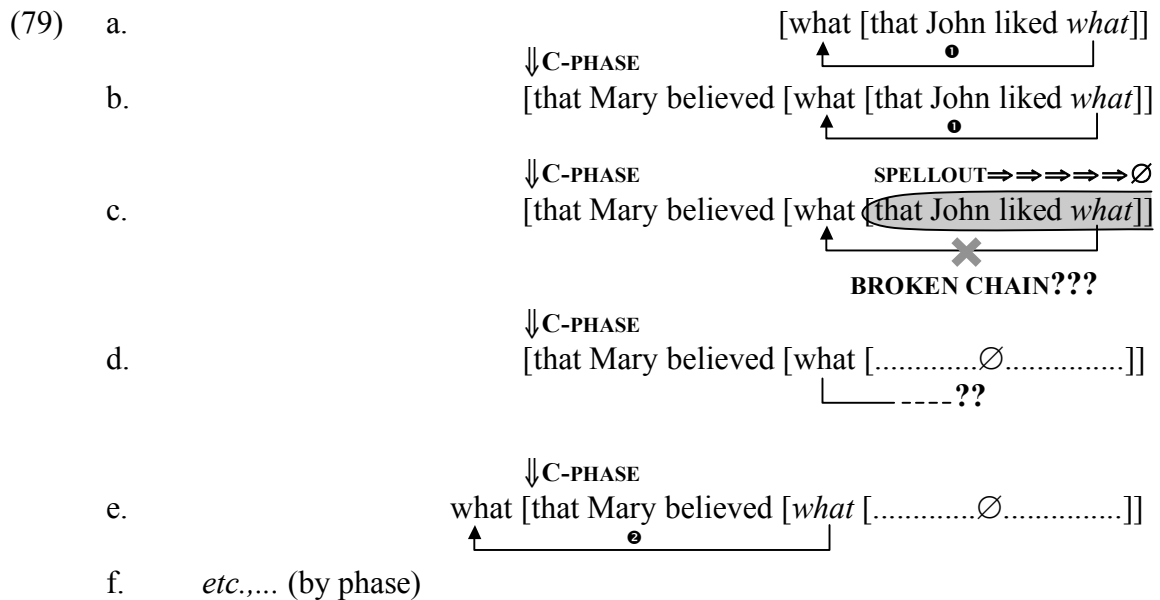 (79) a. [what [that John liked what]]
❶
⇓C-PHASE
b. [that Mary believed [what [that John liked what]]
❶
⇓C-PHASE SPELLOUT⇒⇒⇒⇒⇒∅
c. [that Mary believed [what [that John liked what]]
BROKEN CHAIN???
⇓C-PHASE
d. [that Mary believed [what [.............∅..............]]
??
⇓C-PHASE
e. what [that Mary believed [what [.............∅..............]]
❷
f. etc.,... (by phase)